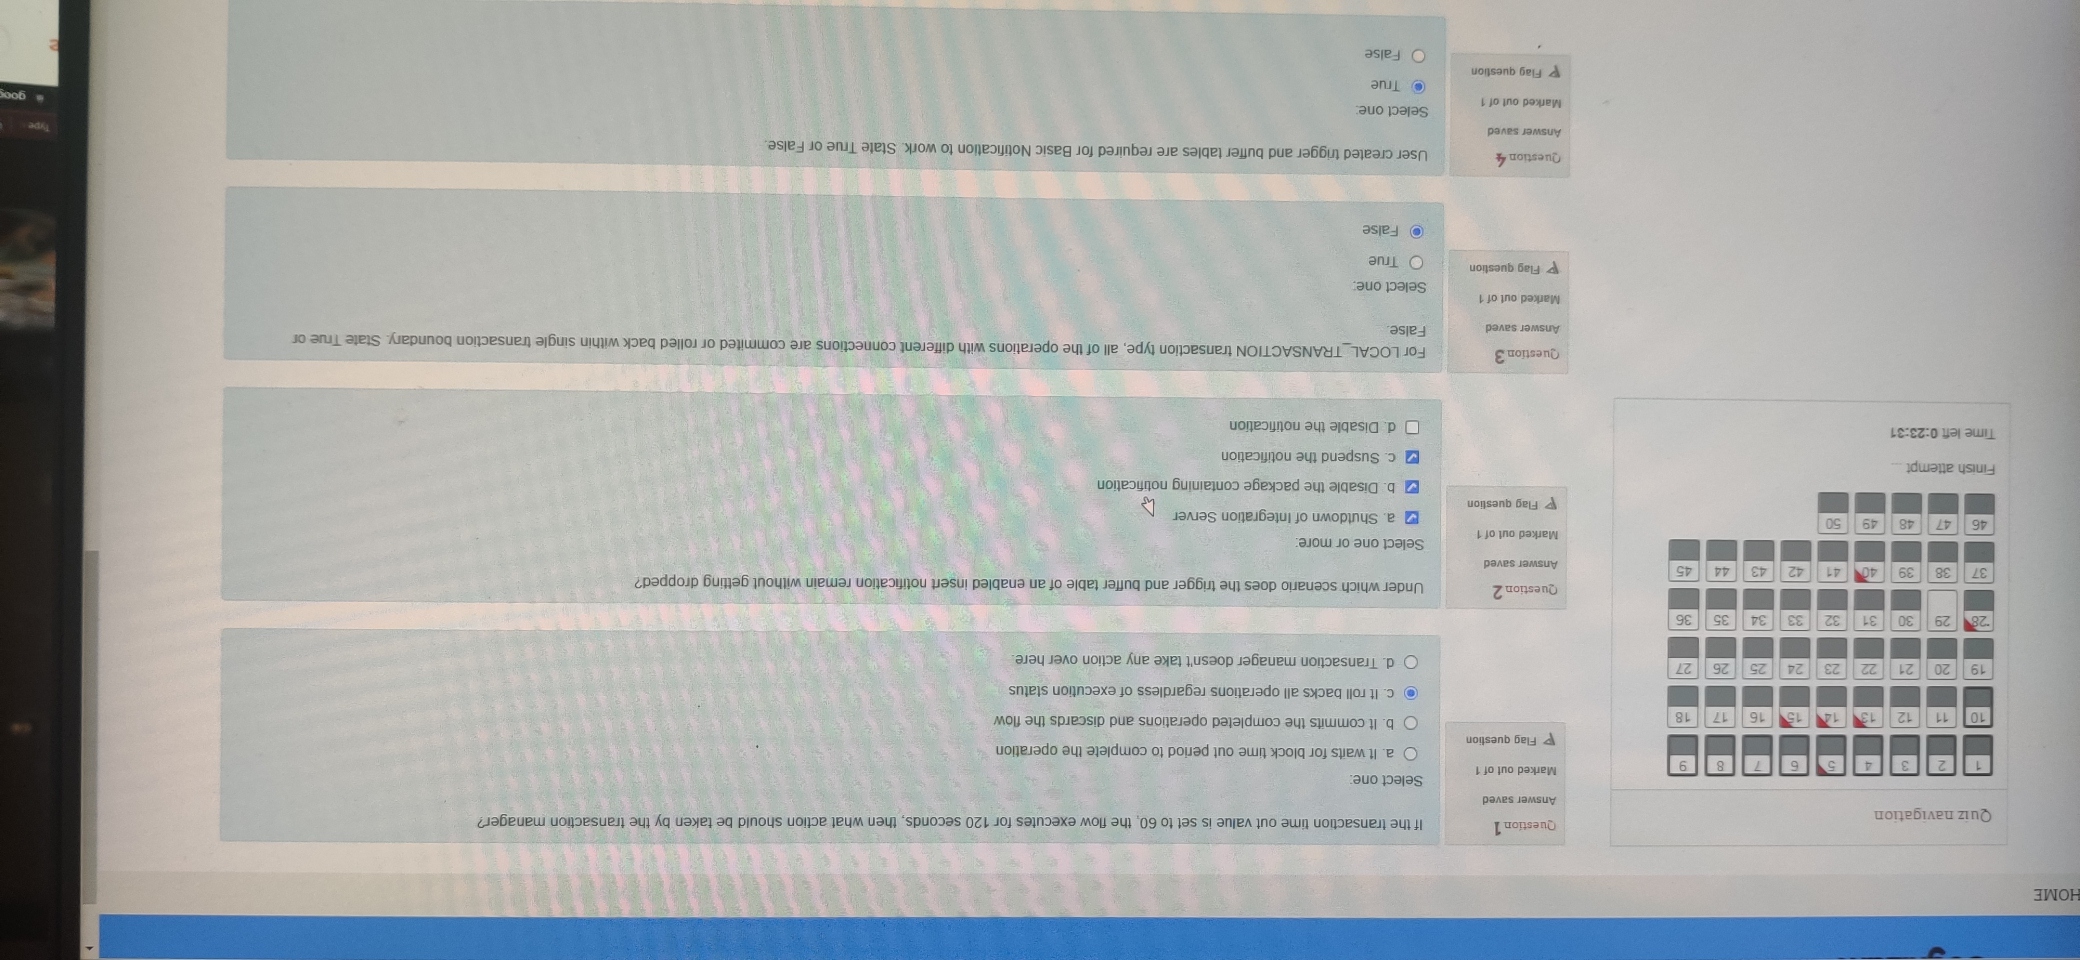 HOME
Quiz navigation
1 2 3 4 5 6 7 8 9
10 11 12 13 14 15 16 17 18
19 20 21 22 23 24 25 26 27
28 29 30 31 32 33 34 35 36
37 38 39 40 41 42 43 44 45
46 47 48 49 50
Finish attempt ...
Time left 0:23:31
Question 1
Answer saved
Marked out of 1
Flag question
If the transaction time out value is set to 60, the flow executes for 120 seconds, then what action should be taken by the transaction manager?
Select one:
a. It waits for block time out period to complete the operation
b. It commits the completed operations and discards the flow
c. It roll backs all operations regardless of execution status
d. Transaction manager doesn't take any action over here.
Question 2
Answer saved
Marked out of 1
Flag question
Under which scenario does the trigger and buffer table of an enabled insert notification remain without getting dropped?
Select one or more:
a. Shutdown of Integration Server
b. Disable the package containing notification
c. Suspend the notification
d. Disable the notification
Question 3
Answer saved
Marked out of 1
Flag question
For LOCAL_TRANSACTION transaction type, all of the operations with different connections are commited or rolled back within single transaction boundary. State True or
False.
Select one:
True
False
Question 4
Answer saved
Marked out of 1
Flag question
User created trigger and buffer tables are required for Basic Notification to work. State True or False.
Select one:
True
False
Type